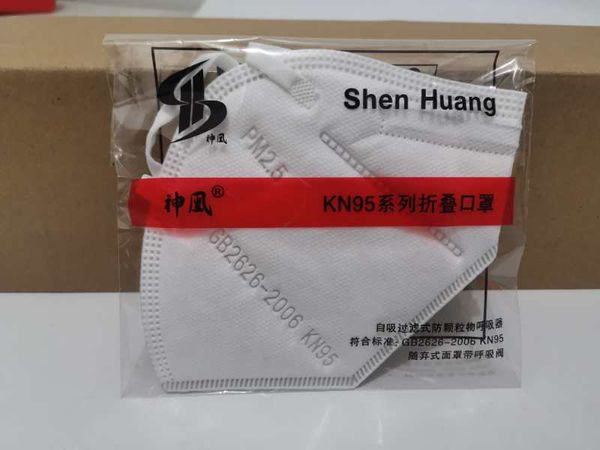 Shen Huang
神凰
PM2.5
神凰®
KN95系列折叠口罩
GB2626-2006 KN95
自吸过滤式防颗粒物呼吸器
符合标准: GB2626-2006 KN95
随弃式面罩带呼吸阀